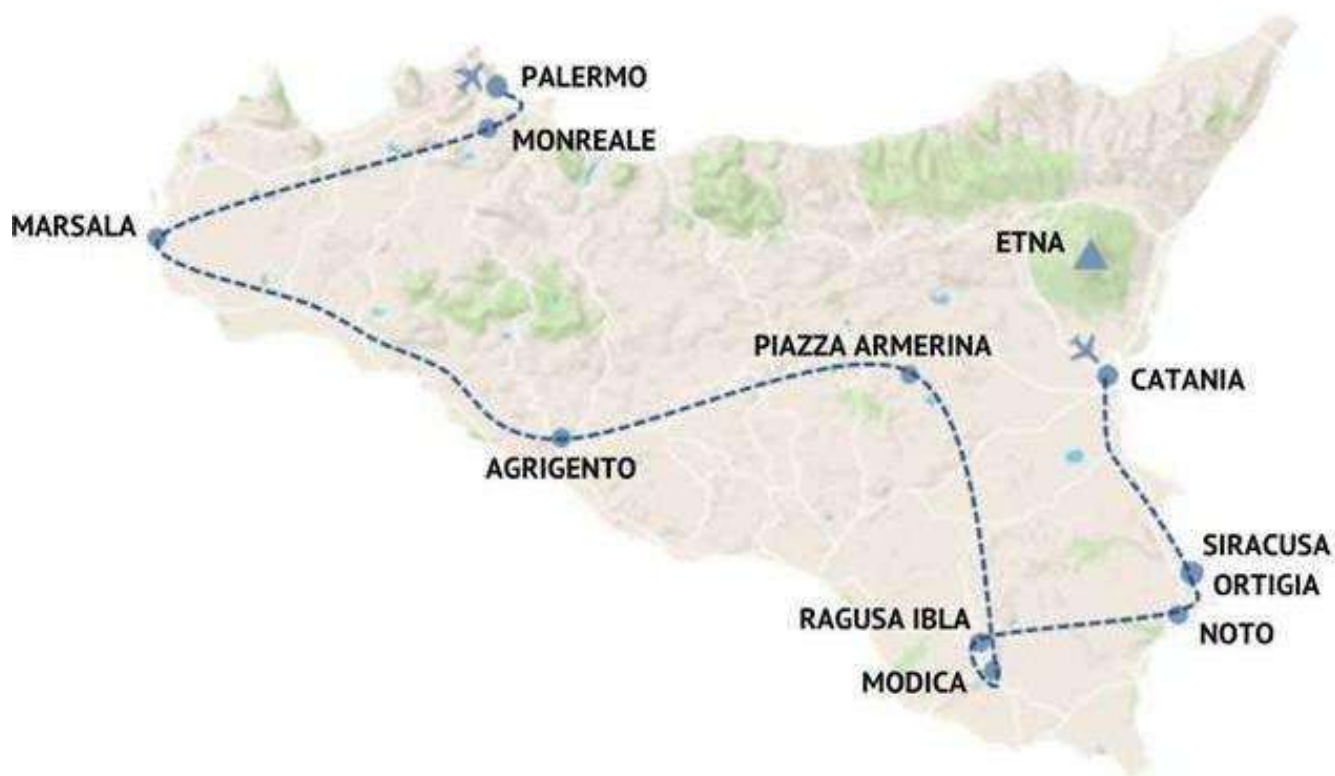 PALERMO
MONREALE
MARSALA
ETNA
PIAZZA ARMERINA
CATANIA
AGRIGENTO
SIRACUSA
ORTIGIA
RAGUSA IBLA
NOTO
MODICA